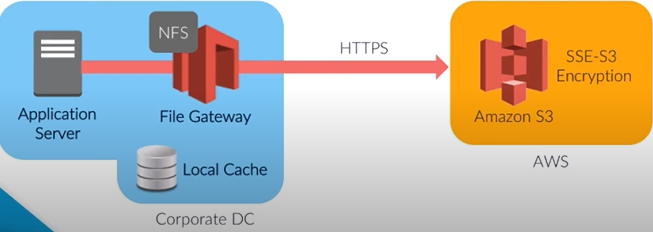 NFS
HTTPS
SSE-S3
Encryption
Application
Server
File Gateway
Amazon S3
Local Cache
AWS
Corporate DC